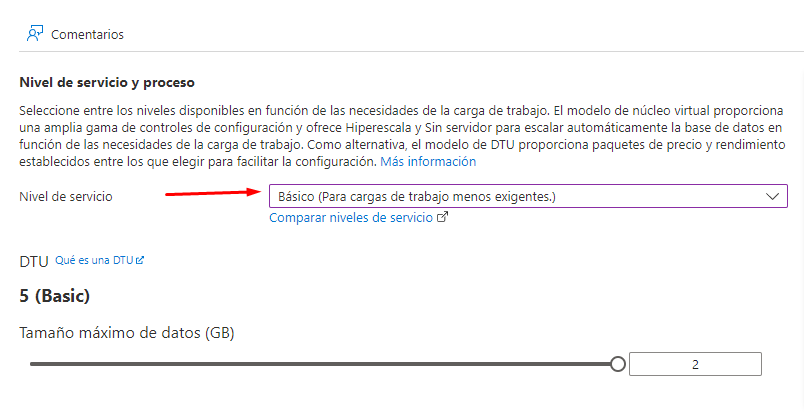 Comentarios
Nivel de servicio y proceso
Seleccione entre los niveles disponibles en función de las necesidades de la carga de trabajo. El modelo de núcleo virtual proporciona
una amplia gama de controles de configuración y ofrece Hiperescala y Sin servidor para escalar automáticamente la base de datos en
función de las necesidades de la carga de trabajo. Como alternativa, el modelo de DTU proporciona paquetes de precio y rendimiento
establecidos entre los que elegir para facilitar la configuración. Más información
Nivel de servicio
Básico (Para cargas de trabajo menos exigentes.)
Comparar niveles de servicio
DTU Qué es una DTU
5 (Basic)
Tamaño máximo de datos (GB)
2